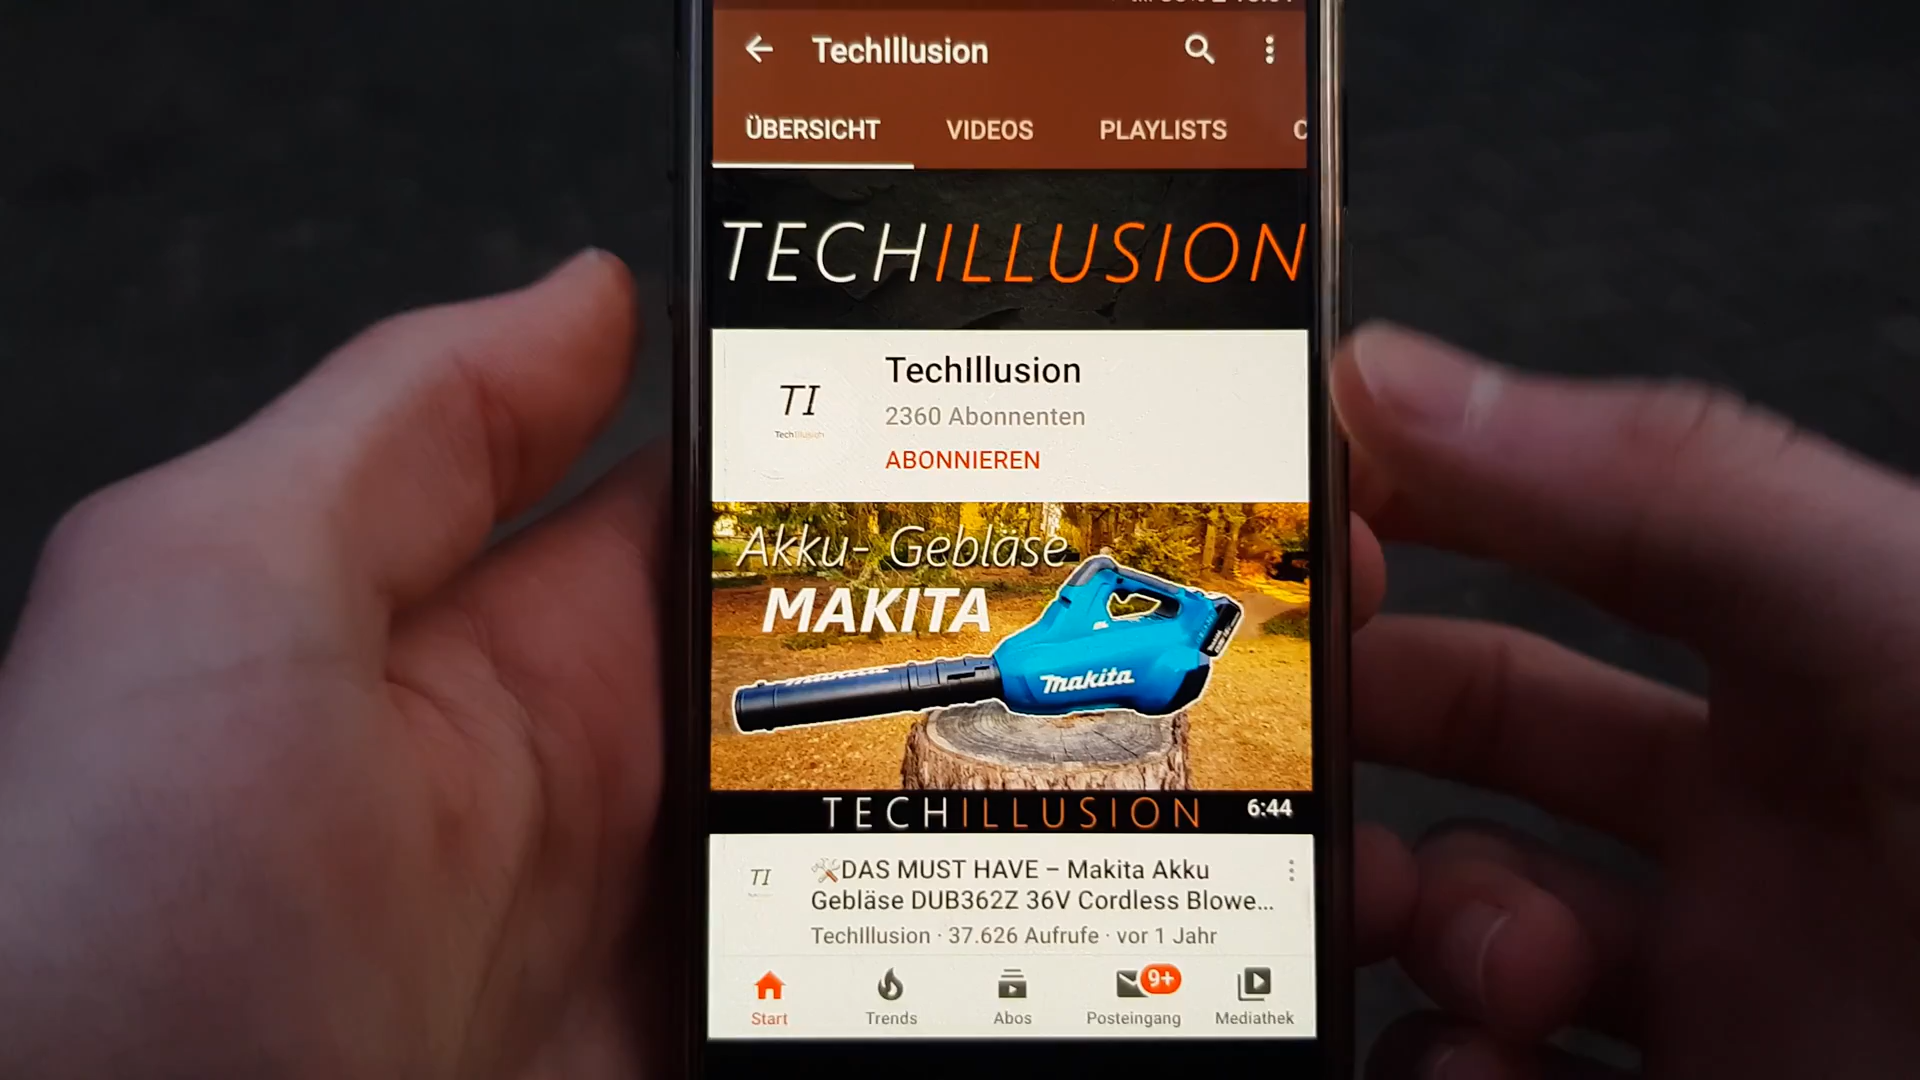 TechIllusion
ÜBERSICHT VIDEOS PLAYLISTS C
TECHILLUSION
TI
TechIllusion
TechIllusion
2360 Abonnenten
ABONNIEREN
Akku- Gebläse
MAKITA
makita
makita
TECHILLUSION 6:44
TI
🛠DAS MUST HAVE – Makita Akku
Gebläse DUB362Z 36V Cordless Blowe...
TechIllusion · 37.626 Aufrufe · vor 1 Jahr
9+
Start Trends Abos Posteingang Mediathek